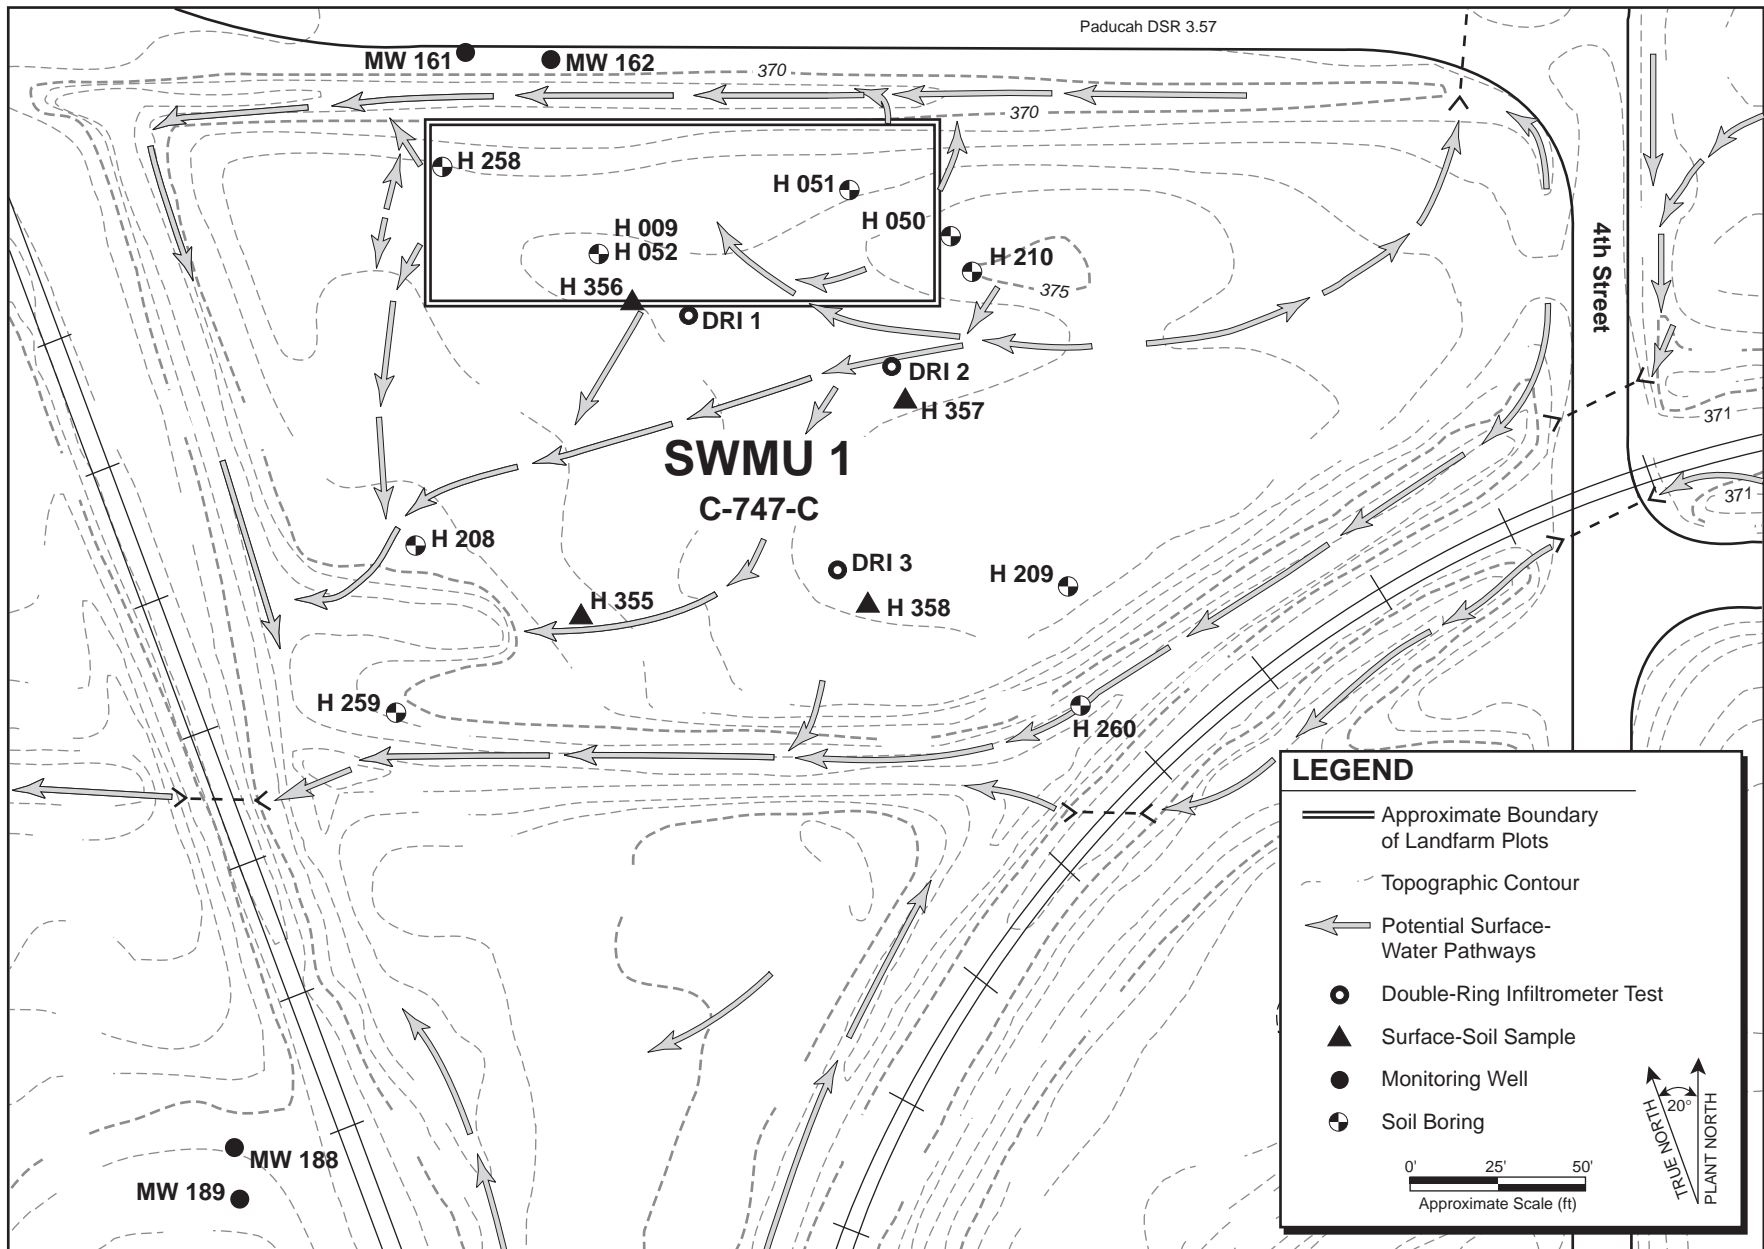 Paducah DSR 3.57
MW 161
MW 162
370
370
H 258
H 051
H 009
H 052
H 050
H 210
375
H 356
DRI 1
DRI 2
H 357
4th Street
371
371
SWMU 1
C-747-C
H 208
DRI 3
H 209
H 355
H 358
H 259
H 260
MW 188
MW 189
LEGEND
Approximate Boundary
of Landfarm Plots
Topographic Contour
Potential Surface-
Water Pathways
Double-Ring Infiltrometer Test
Surface-Soil Sample
Monitoring Well
Soil Boring
0' 25' 50'
Approximate Scale (ft)
20°
TRUE NORTH
PLANT NORTH